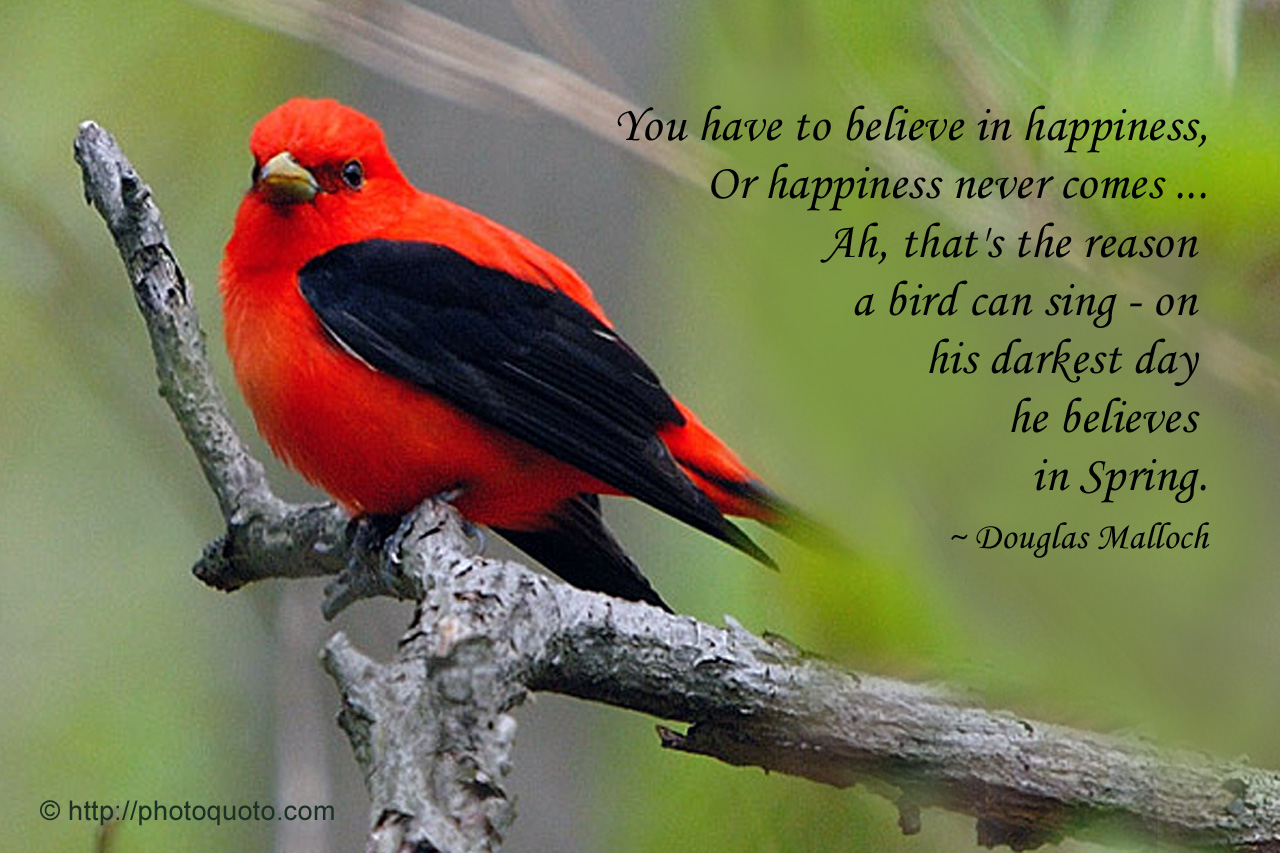 You have to believe in happiness,
Or happiness never comes ...
Ah, that's the reason
a bird can sing - on
his darkest day
he believes
in Spring.
~ Douglas Malloch
© http://photoquoto.com